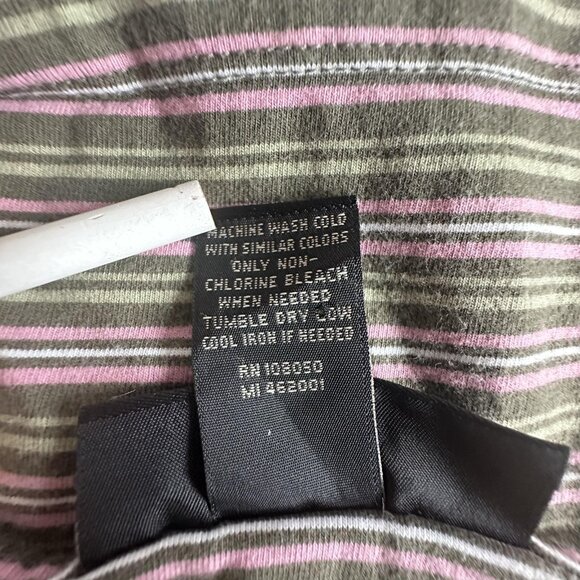 MACHINE WASH COLD
WITH SIMILAR COLORS
ONLY NON-
CHLORINE BLEACH
WHEN NEEDED
TUMBLE DRY LOW
COOL IRON IF NEEDED
RN 108050
MI 462001